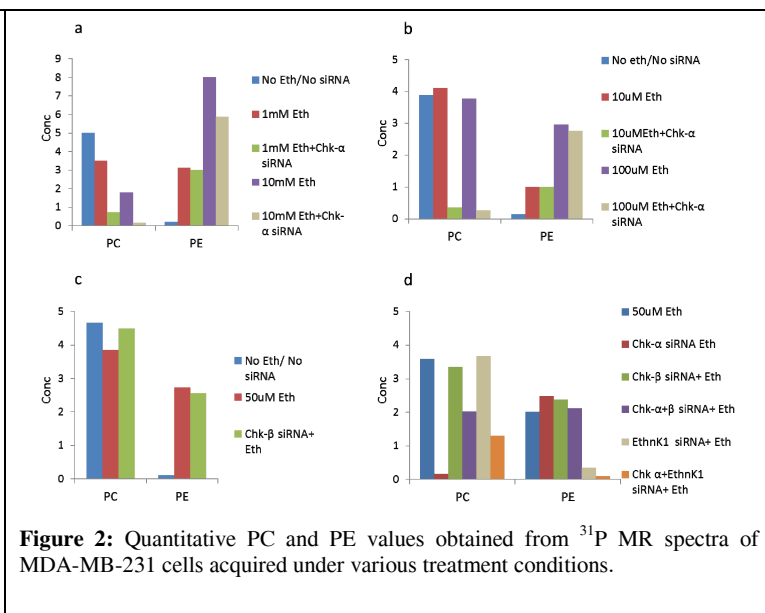 a
9
8
7
6
5
4
3
2
1
0
Conc
PC
PE
No Eth/No siRNA
1mM Eth
1mM Eth+Chk-α
siRNA
10mM Eth
10mM Eth+Chk-
α siRNA
b
5
4
3
2
1
0
Conc
PC
PE
No eth/No siRNA
10uM Eth
10uMEth+Chk-α
siRNA
100uM Eth
100uM Eth+Chk-α
siRNA
c
5
4
3
2
1
0
Conc
PC
PE
No Eth/ No
siRNA
50uM Eth
Chk-β siRNA+
Eth
d
5
4
3
2
1
0
Conc
PC
PE
50uM Eth
Chk-α siRNA Eth
Chk-β siRNA+ Eth
Chk-α+β siRNA+ Eth
EthnK1 siRNA+ Eth
Chk α+EthnK1
siRNA+ Eth
Figure 2: Quantitative PC and PE values obtained from ³¹P MR spectra of
MDA-MB-231 cells acquired under various treatment conditions.